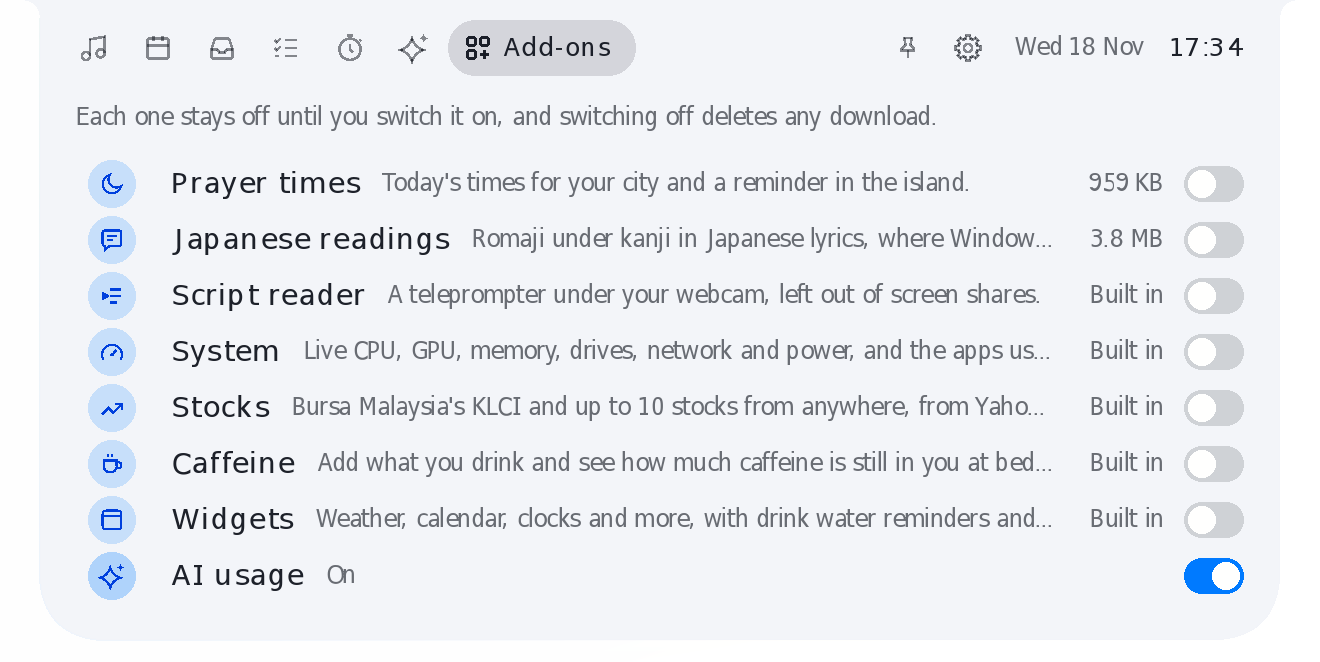 Add-ons Wed 18 Nov 17:34
Each one stays off until you switch it on, and switching off deletes any download.
Prayer times Today's times for your city and a reminder in the island. 959 KB
Japanese readings Romaji under kanji in Japanese lyrics, where Window... 3.8 MB
Script reader A teleprompter under your webcam, left out of screen shares. Built in
System Live CPU, GPU, memory, drives, network and power, and the apps us... Built in
Stocks Bursa Malaysia's KLCI and up to 10 stocks from anywhere, from Yaho... Built in
Caffeine Add what you drink and see how much caffeine is still in you at bed... Built in
Widgets Weather, calendar, clocks and more, with drink water reminders and... Built in
AI usage On